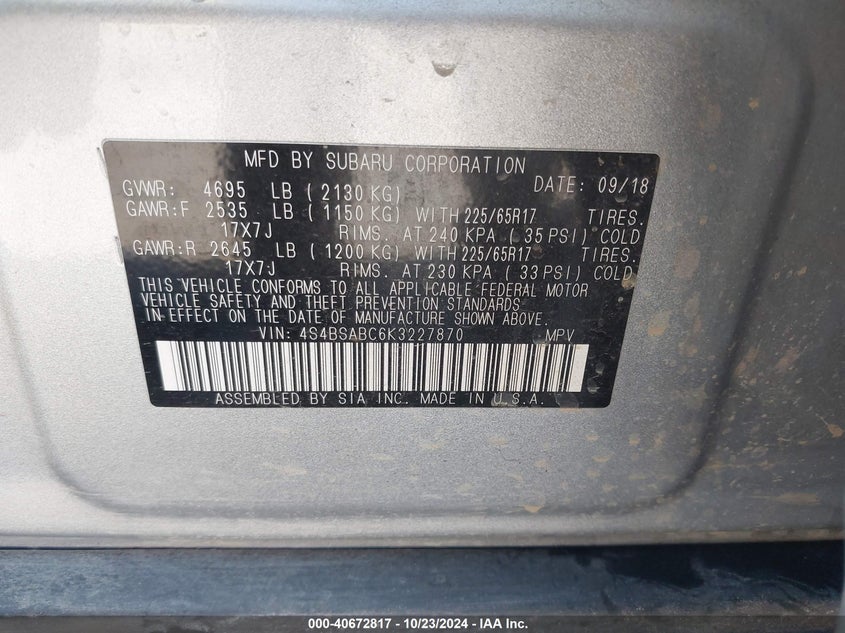 MFD BY SUBARU CORPORATION
GVWR: 4695 LB ( 2130 KG) DATE: 09/18
GAWR:F 2535 LB ( 1150 KG) WITH 225/65R17 TIRES.
17X7J RIMS. AT 240 KPA ( 35 PSI) COLD
GAWR:R 2645 LB ( 1200 KG) WITH 225/65R17 TIRES.
17X7J RIMS. AT 230 KPA ( 33 PSI) COLD.
THIS VEHICLE CONFORMS TO ALL APPLICABLE FEDERAL MOTOR
VEHICLE SAFETY AND THEFT PREVENTION STANDARDS
IN EFFECT ON THE DATE OF MANUFACTURE SHOWN ABOVE.
VIN: 4S4BSABC6K3227870 MPV
ASSEMBLED BY SIA INC. MADE IN U.S.A.
000-40672817 - 10/23/2024 - IAA Inc.